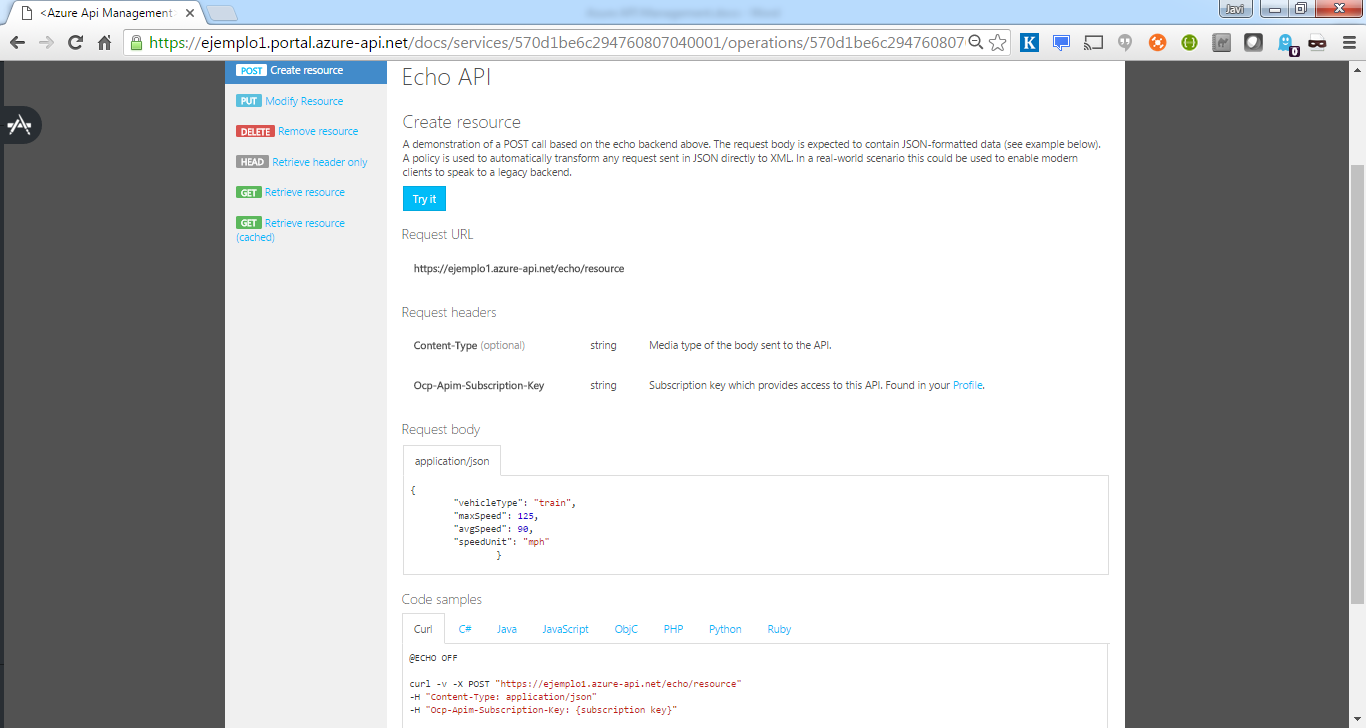 <Azure Api Management
Javi
https://ejemplo1.portal.azure-api.net/docs/services/570d1be6c294760807040001/operations/570d1be6c294760807
K
0
POST Create resource
PUT Modify Resource
DELETE Remove resource
HEAD Retrieve header only
GET Retrieve resource
GET Retrieve resource
(cached)
Echo API
Create resource
A demonstration of a POST call based on the echo backend above. The request body is expected to contain JSON-formatted data (see example below).
A policy is used to automatically transform any request sent in JSON directly to XML. In a real-world scenario this could be used to enable modern
clients to speak to a legacy backend.
Try it
Request URL
https://ejemplo1.azure-api.net/echo/resource
Request headers
Content-Type (optional) string Media type of the body sent to the API.
Ocp-Apim-Subscription-Key string Subscription key which provides access to this API. Found in your Profile.
Request body
application/json
{
"vehicleType": "train",
"maxSpeed": 125,
"avgSpeed": 90,
"speedUnit": "mph"
}
Code samples
Curl C# Java JavaScript ObjC PHP Python Ruby
@ECHO OFF
curl -v -X POST "https://ejemplo1.azure-api.net/echo/resource"
-H "Content-Type: application/json"
-H "Ocp-Apim-Subscription-Key: {subscription key}"